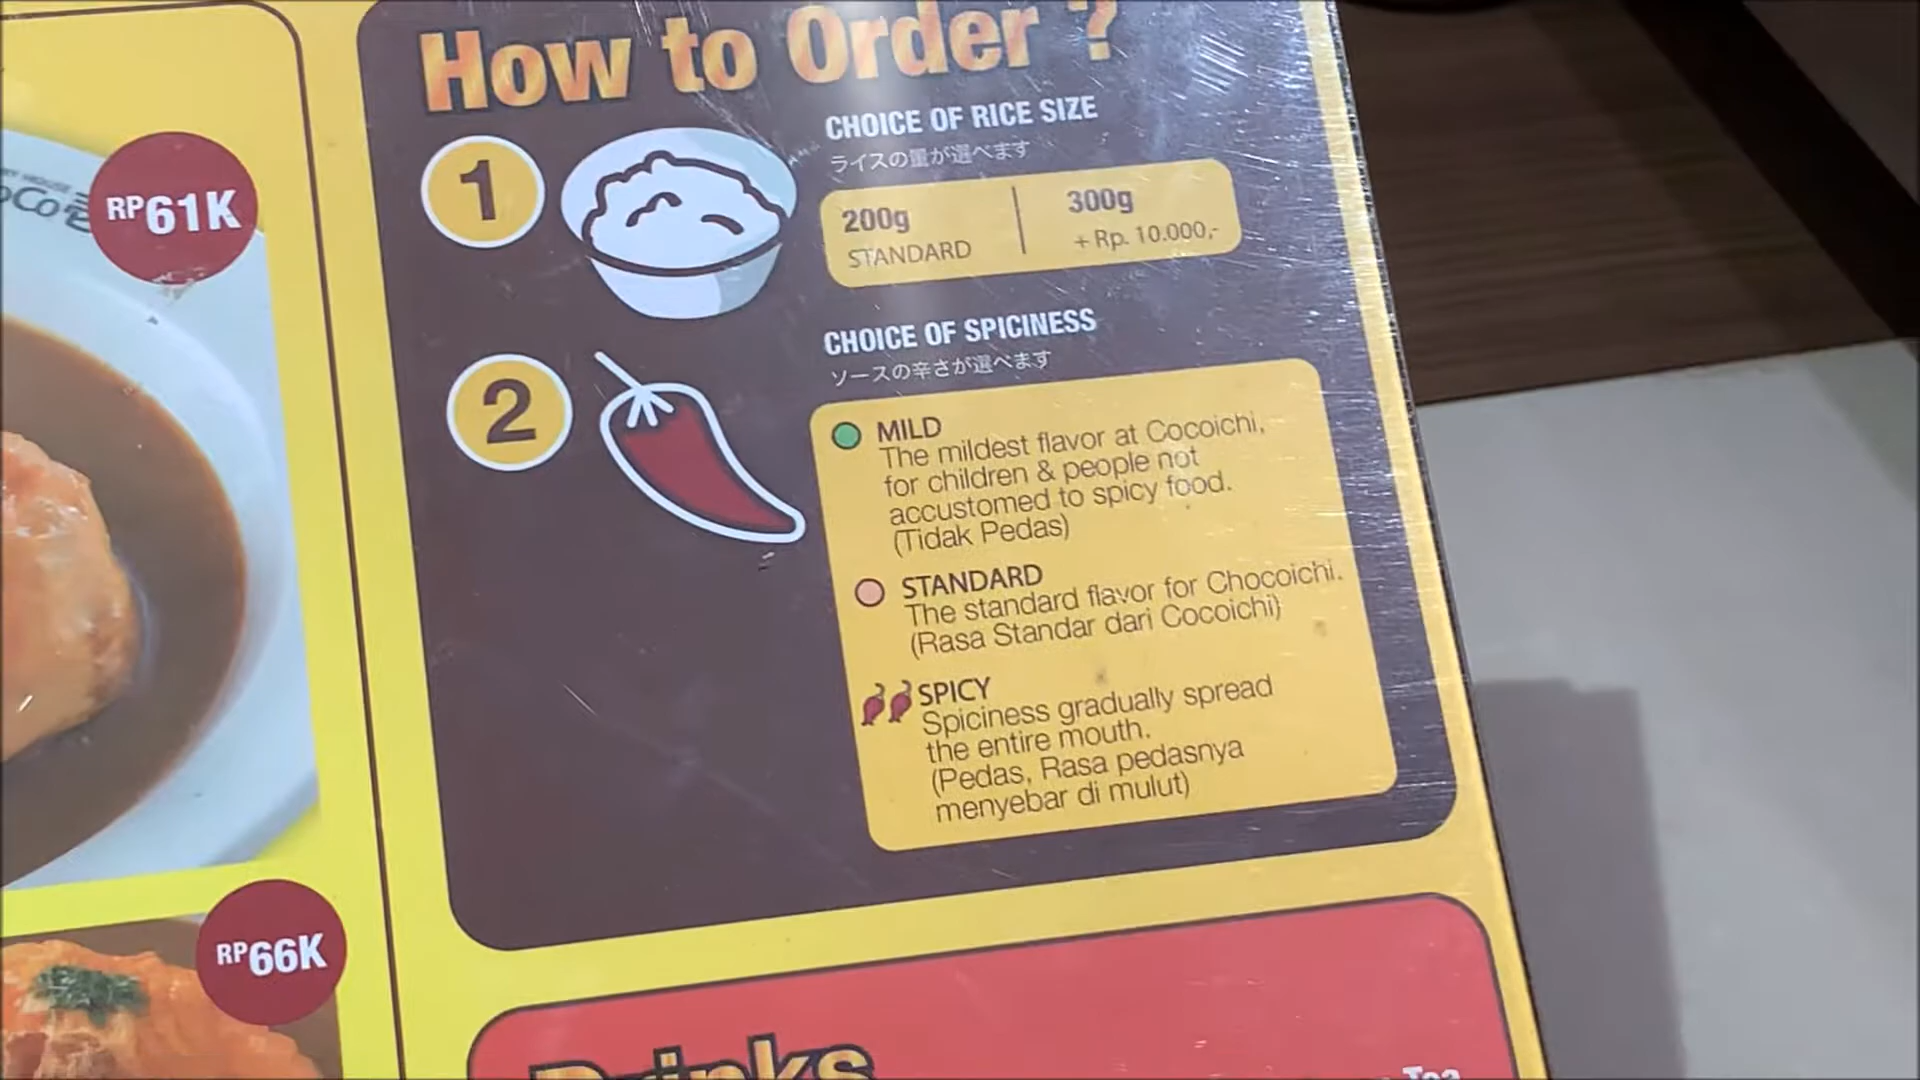 RP61K
RP66K
How to Order ?
1
CHOICE OF RICE SIZE
ライスの量が選べます
200g
STANDARD
300g
+ Rp. 10.000,-
2
CHOICE OF SPICINESS
ソースの辛さが選べます
MILD
The mildest flavor at Cocoichi,
for children & people not
accustomed to spicy food.
(Tidak Pedas)
STANDARD
The standard flavor for Chocoichi.
(Rasa Standar dari Cocoichi)
SPICY
Spiciness gradually spread
the entire mouth.
(Pedas, Rasa pedasnya
menyebar di mulut)
Drinks
Tea